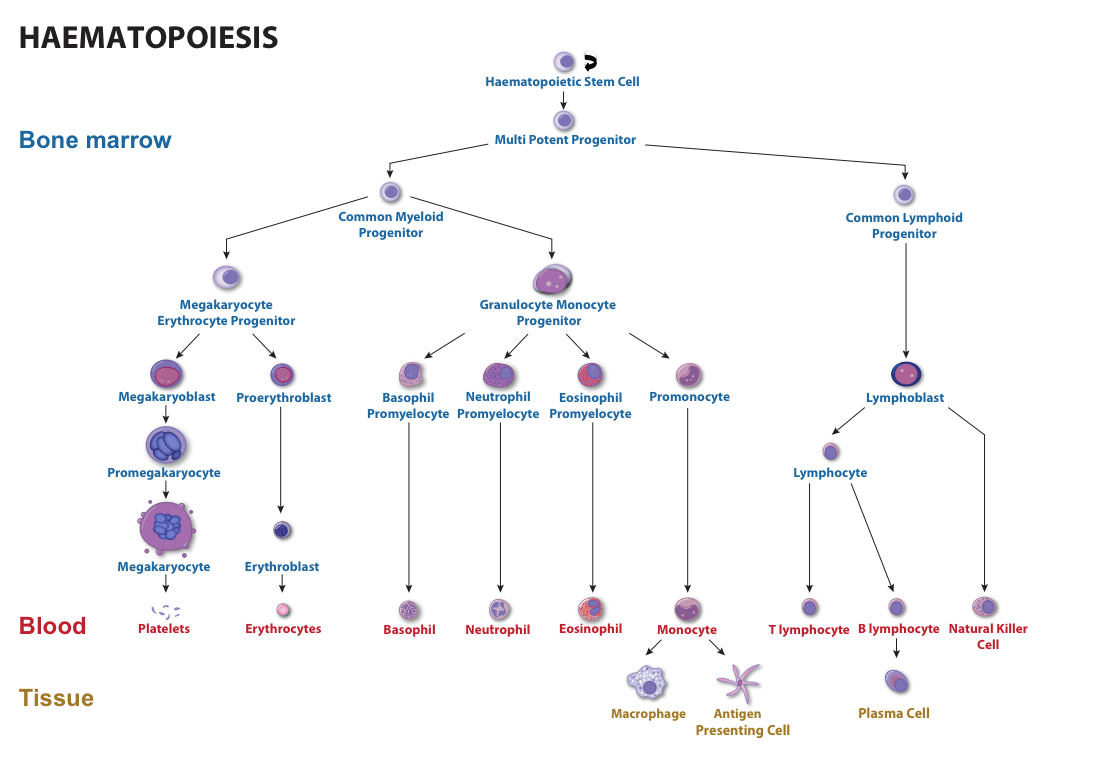 HAEMATOPOIESIS
Haematopoietic Stem Cell
Bone marrow
Multi Potent Progenitor
Common Myeloid
Progenitor
Common Lymphoid
Progenitor
Megakaryocyte
Erythrocyte Progenitor
Granulocyte Monocyte
Progenitor
Megakaryoblast
Proerythroblast
Basophil
Promyelocyte
Neutrophil
Promyelocyte
Eosinophil
Promyelocyte
Promonocyte
Lymphoblast
Promegakaryocyte
Lymphocyte
Megakaryocyte
Erythroblast
Blood
Platelets
Erythrocytes
Basophil
Neutrophil
Eosinophil
Monocyte
T lymphocyte
B lymphocyte
Natural Killer
Cell
Tissue
Macrophage
Antigen
Presenting Cell
Plasma Cell